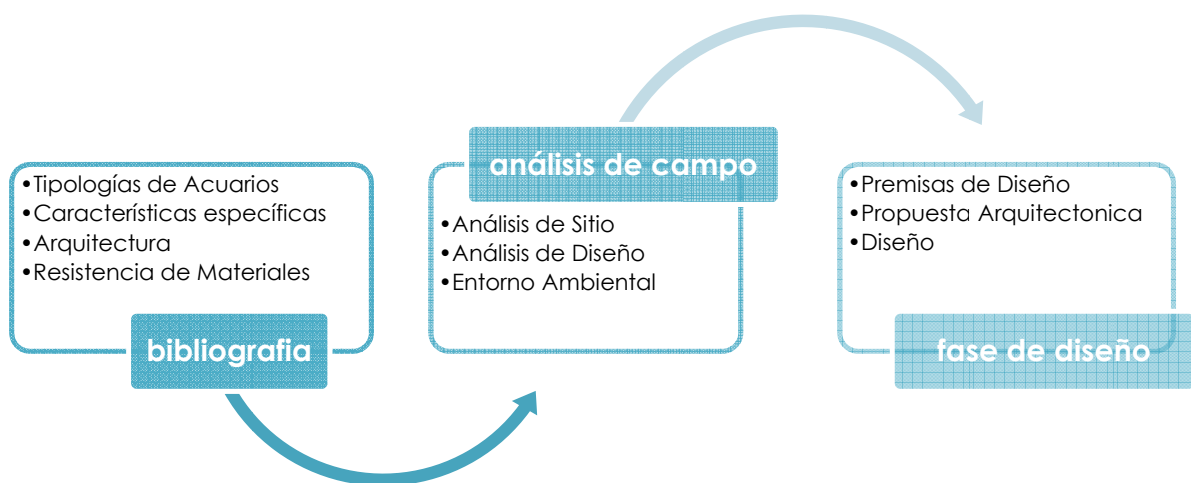 •Tipologías de Acuarios
•Características específicas
•Arquitectura
•Resistencia de Materiales
bibliografia
análisis de campo
•Análisis de Sitio
•Análisis de Diseño
•Entorno Ambiental
•Premisas de Diseño
•Propuesta Arquitectonica
•Diseño
fase de diseño